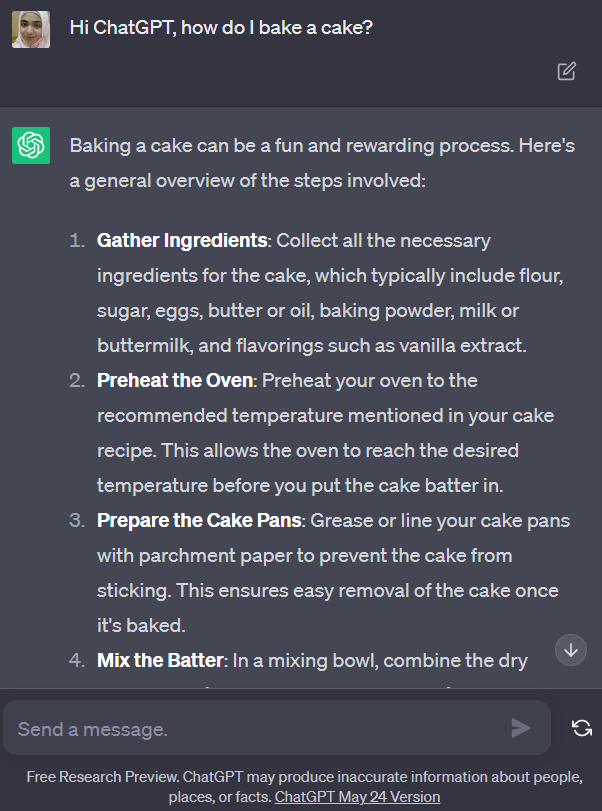 Hi ChatGPT, how do I bake a cake?
Baking a cake can be a fun and rewarding process. Here's
a general overview of the steps involved:
1. Gather Ingredients: Collect all the necessary
ingredients for the cake, which typically include flour,
sugar, eggs, butter or oil, baking powder, milk or
buttermilk, and flavorings such as vanilla extract.
2. Preheat the Oven: Preheat your oven to the
recommended temperature mentioned in your cake
recipe. This allows the oven to reach the desired
temperature before you put the cake batter in.
3. Prepare the Cake Pans: Grease or line your cake pans
with parchment paper to prevent the cake from
sticking. This ensures easy removal of the cake once
it's baked.
4. Mix the Batter: In a mixing bowl, combine the dry
Send a message.
Free Research Preview. ChatGPT may produce inaccurate information about people,
places, or facts. ChatGPT May 24 Version